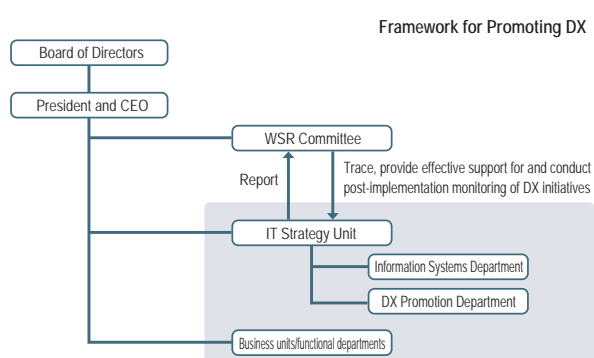 Framework for Promoting DX
Board of Directors
President and CEO
WSR Committee
Report
Trace, provide effective support for and conduct
post-implementation monitoring of DX initiatives
IT Strategy Unit
Information Systems Department
DX Promotion Department
Business units/functional departments